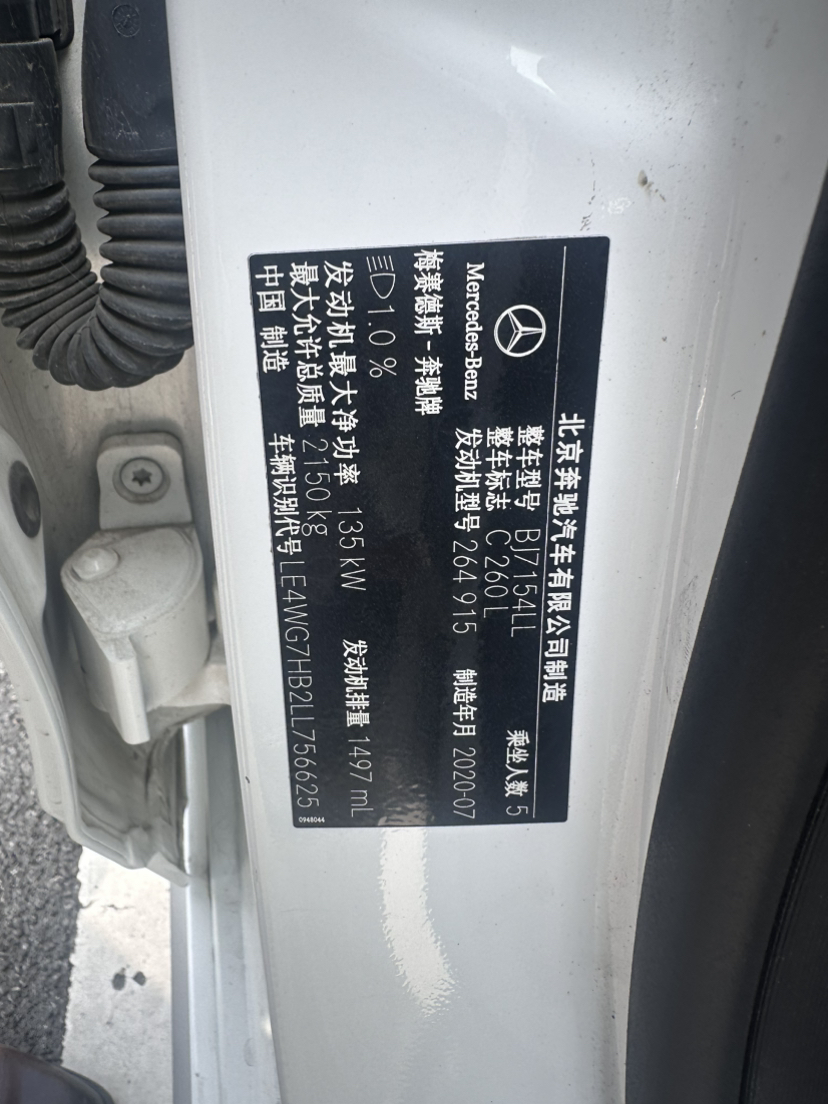 北京奔驰汽车有限公司制造
整车型号 BJ7154LL 乘坐人数 5
整车标志 C 260 L
Mercedes-Benz 发动机型号 264 915 制造年月 2020-07
梅赛德斯-奔驰牌
1.0 %
发动机最大净功率 135 kW 发动机排量 1497 mL
最大允许总质量 2150 kg
中国 制造 车辆识别代号 LE4WG7HB2LL756625
0948044